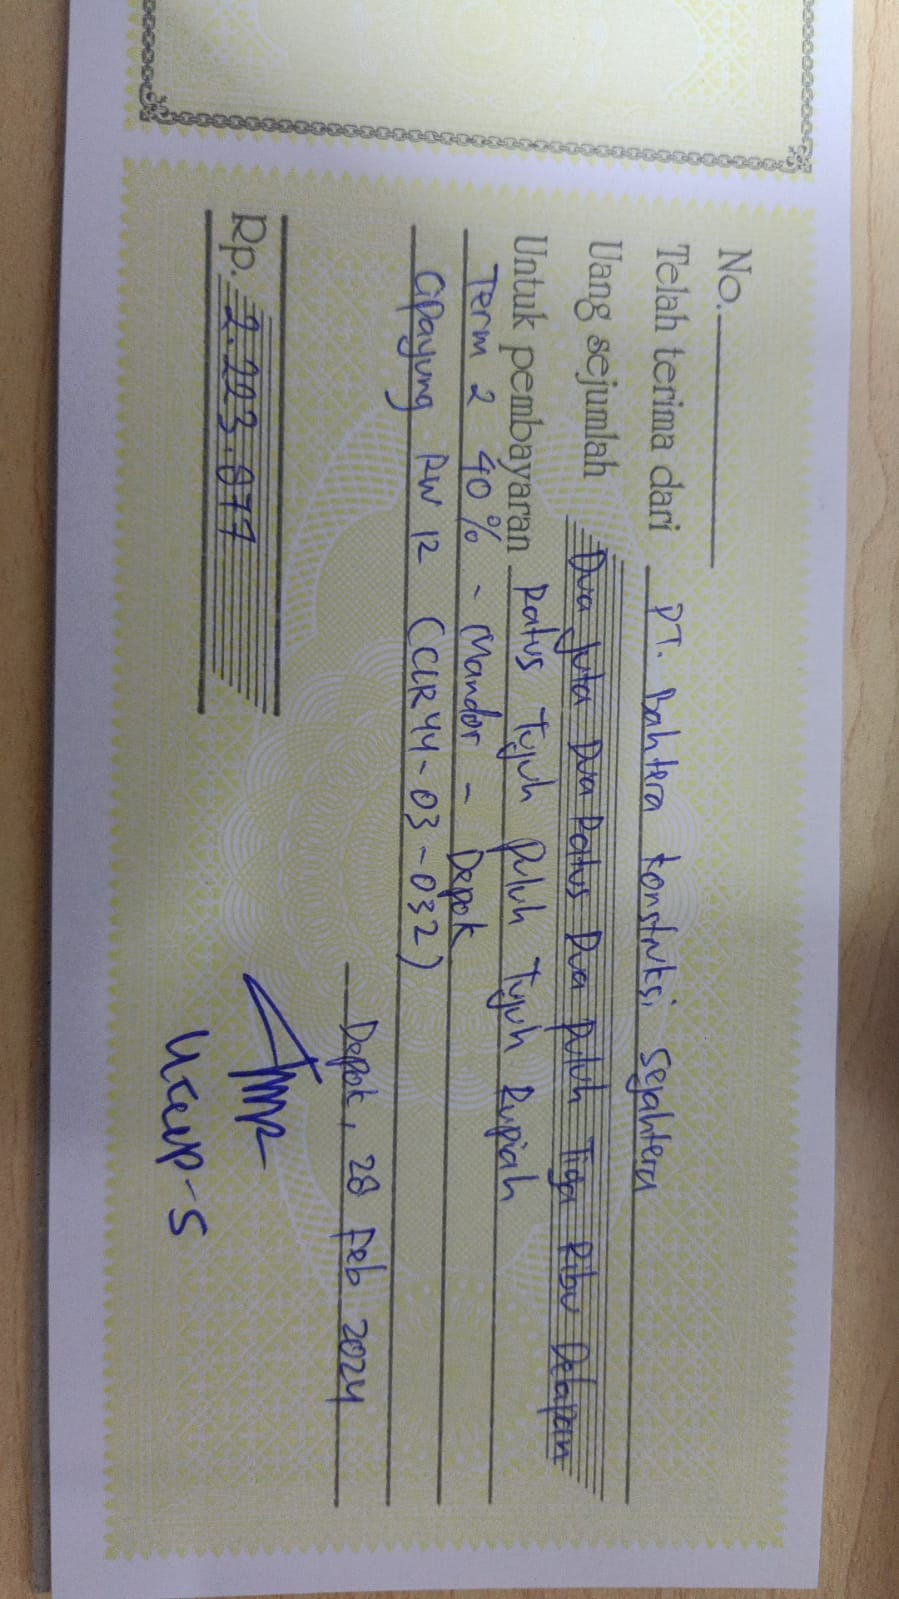 No.
Telah terima dari PT. Bahtera konstruksi Sejahtera
Uang sejumlah Dua Juta Dua Ratus Dua puluh Tiga Ribu Delapan
Untuk pembayaran Ratus Tujuh puluh Tujuh Rupiah
Term 2 40% - Mandor - Depok
Cipayung RW 12 (CLR44-03-032)
Depok, 28 Feb 2024
Rp. 2.223.877
Ucup-S